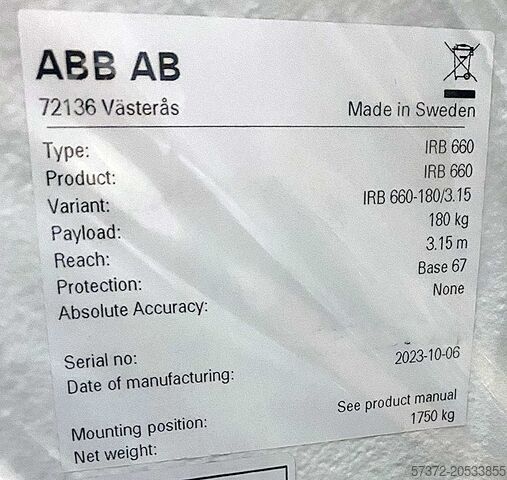 ABB AB
72136 Västerås Made in Sweden
Type: IRB 660
Product: IRB 660
Variant: IRB 660-180/3.15
Payload: 180 kg
Reach: 3.15 m
Protection: Base 67
Absolute Accuracy: None
Serial no:
Date of manufacturing: 2023-10-06
Mounting position: See product manual
Net weight: 1750 kg
57372-20533855